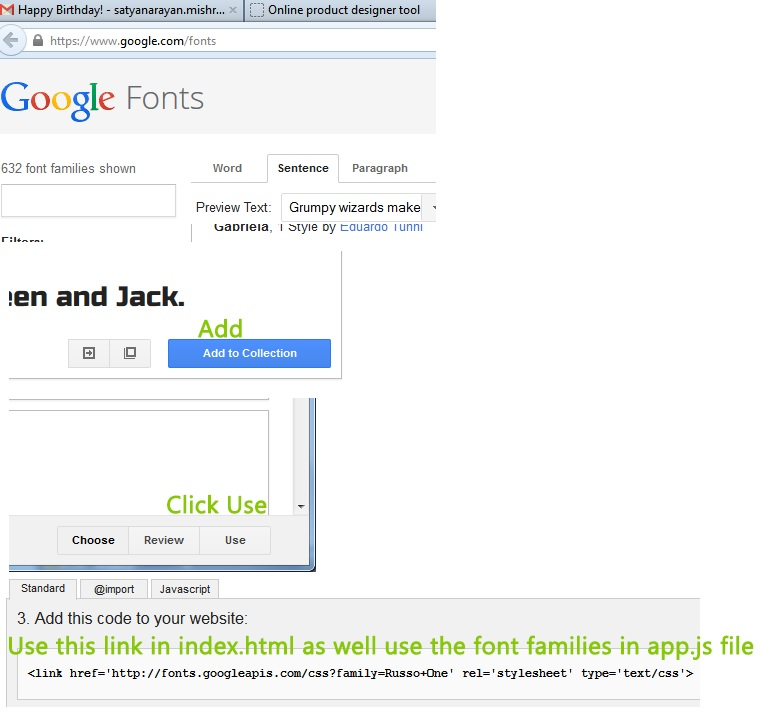 Happy Birthday! - satyanarayan.mishr...
Online product designer tool
https://www.google.com/fonts
Google Fonts
632 font families shown
Word Sentence Paragraph
Preview Text: Grumpy wizards make
Gabriela, 1 Style by Eduardo Tunni
Filters:
een and Jack.
Add
Add to Collection
Click Use
Choose Review Use
Standard @import Javascript
3. Add this code to your website:
Use this link in index.html as well use the font families in app.js file
<link href='http://fonts.googleapis.com/css?family=Russo+One' rel='stylesheet' type='text/css'>